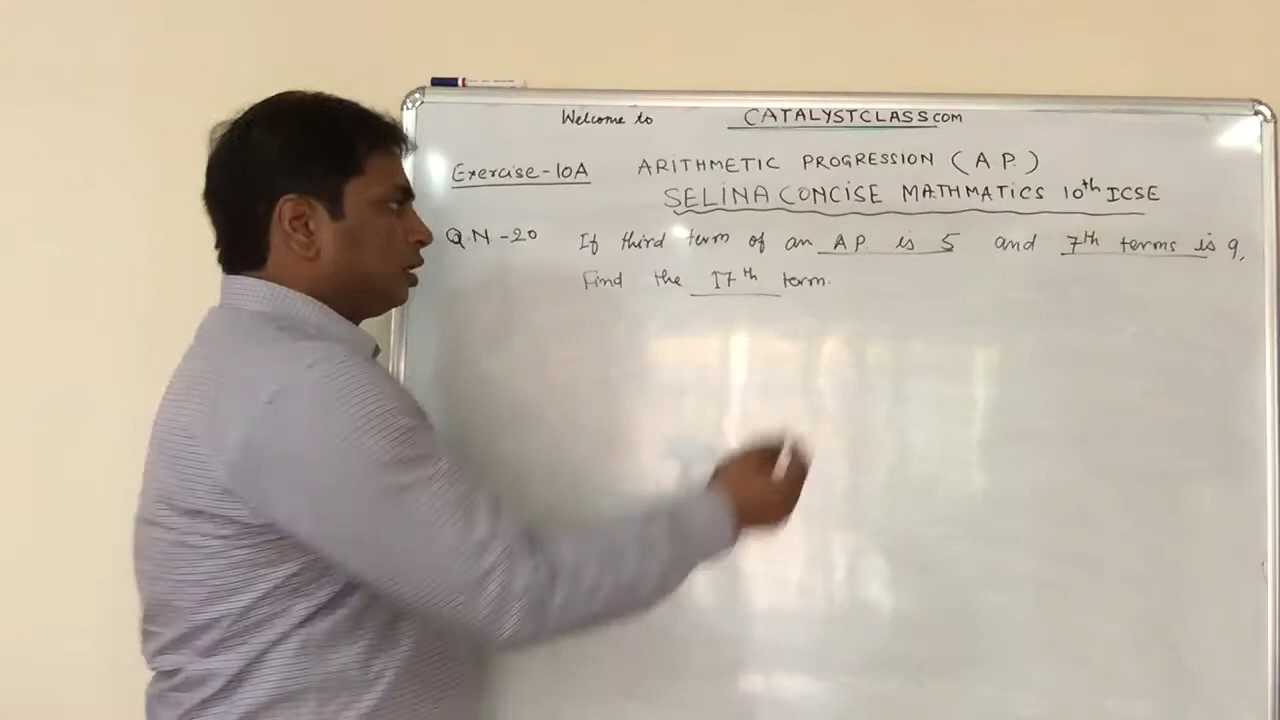 Welcome to CATALYSTCLASS com
Exercise-10A ARITHMETIC PROGRESSION (A P.)
SELINA CONCISE MATHMATICS 10th ICSE
Q.N-20 If third term of an A P is 5 and 7th terms is 9,
Find the 17th term.